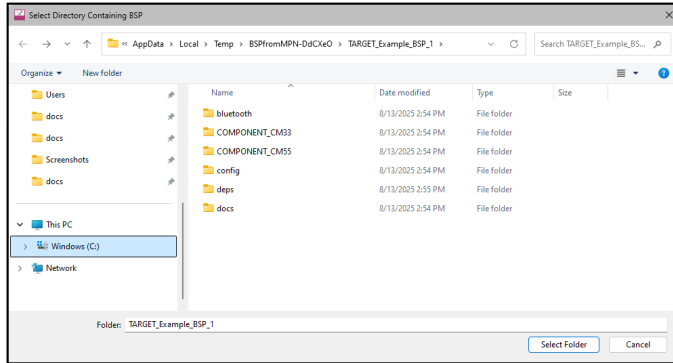 Select Directory Containing BSP
« AppData > Local > Temp > BSPfromMPN-DdCXeO > TARGET_Example_BSP_1 >
Search TARGET_Example_BS...
Organize
New folder
Name Date modified Type Size
Users
docs
docs
Screenshots
docs
This PC
Windows (C:)
Network
bluetooth 8/13/2025 2:54 PM File folder
COMPONENT_CM33 8/13/2025 2:54 PM File folder
COMPONENT_CM55 8/13/2025 2:54 PM File folder
config 8/13/2025 2:54 PM File folder
deps 8/13/2025 2:55 PM File folder
docs 8/13/2025 2:54 PM File folder
Folder: TARGET_Example_BSP_1
Select Folder Cancel